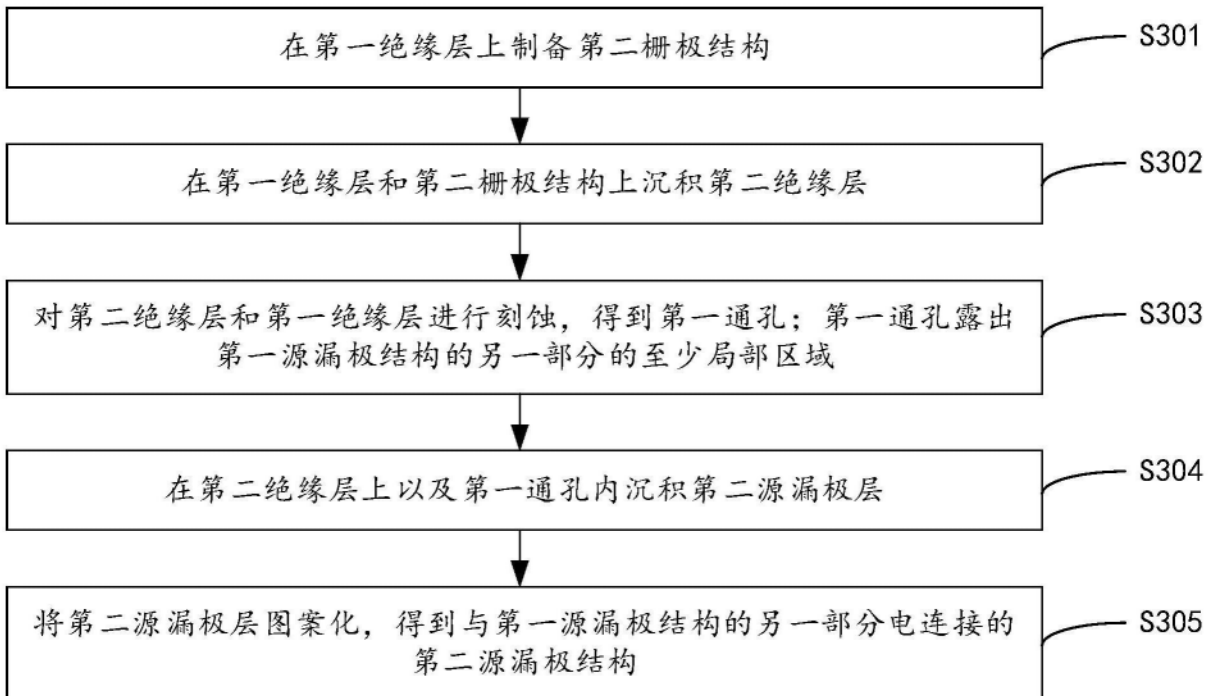 在第一绝缘层上制备第二栅极结构
S301
在第一绝缘层和第二栅极结构上沉积第二绝缘层
S302
对第二绝缘层和第一绝缘层进行刻蚀，得到第一通孔；第一通孔露出
第一源漏极结构的另一部分的至少局部区域
S303
在第二绝缘层上以及第一通孔内沉积第二源漏极层
S304
将第二源漏极层图案化，得到与第一源漏极结构的另一部分电连接的
第二源漏极结构
S305